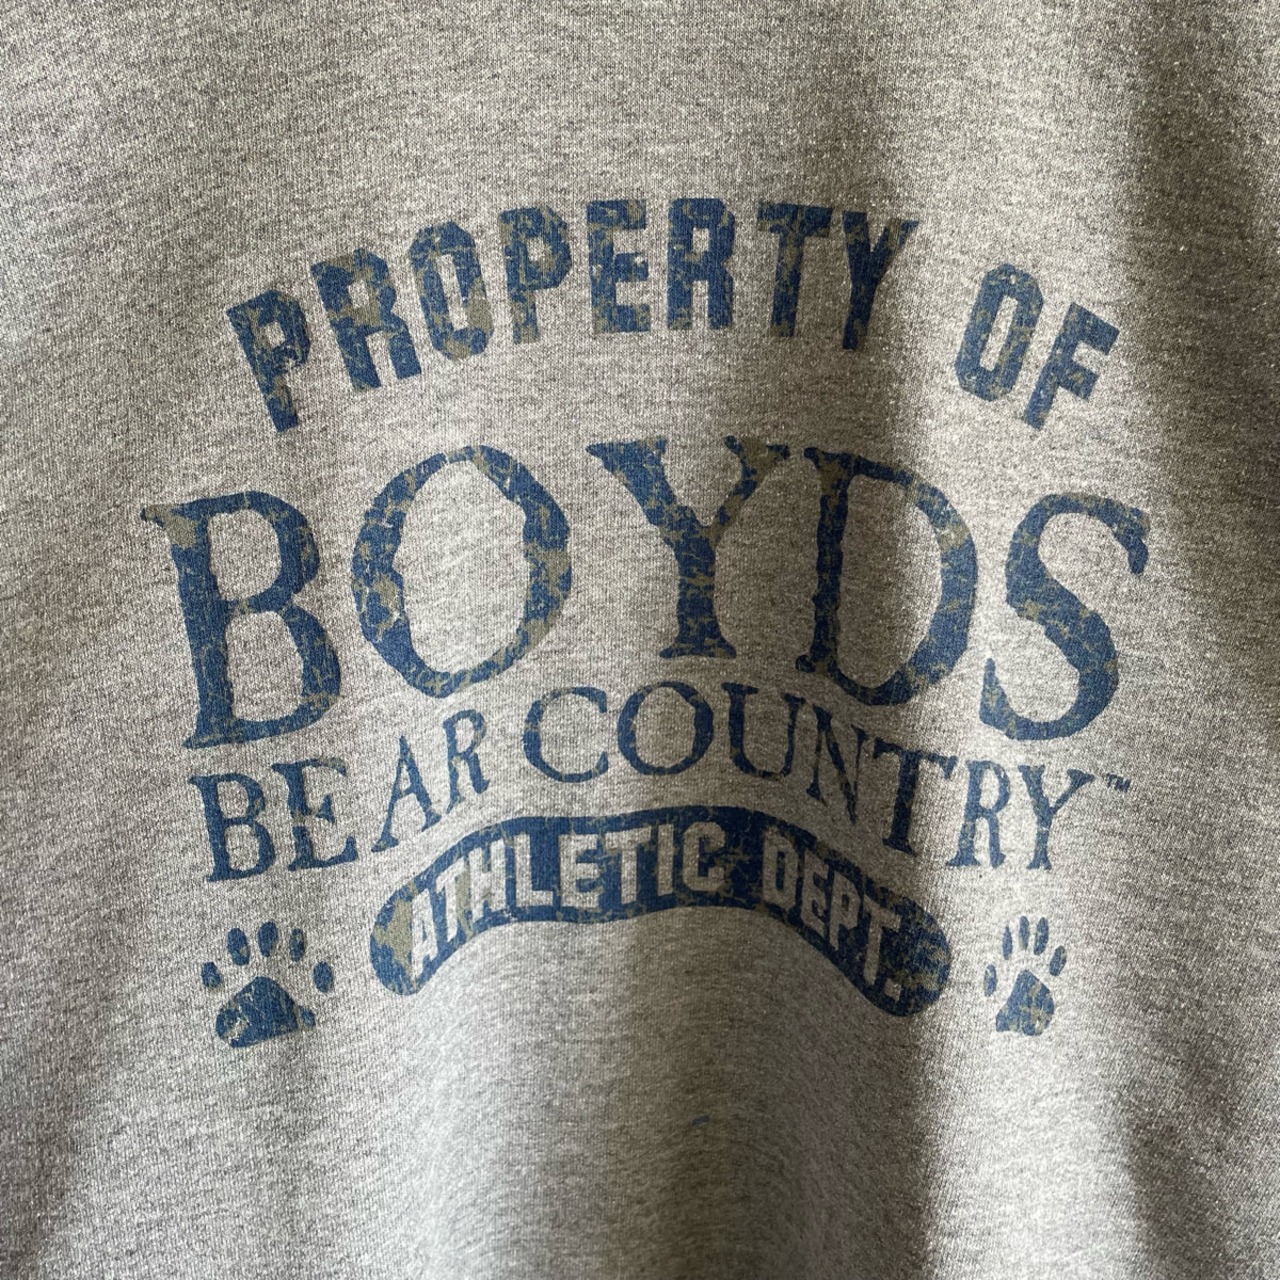 PROPERTY OF
BOYDS
BEAR COUNTRY™
ATHLETIC DEPT.